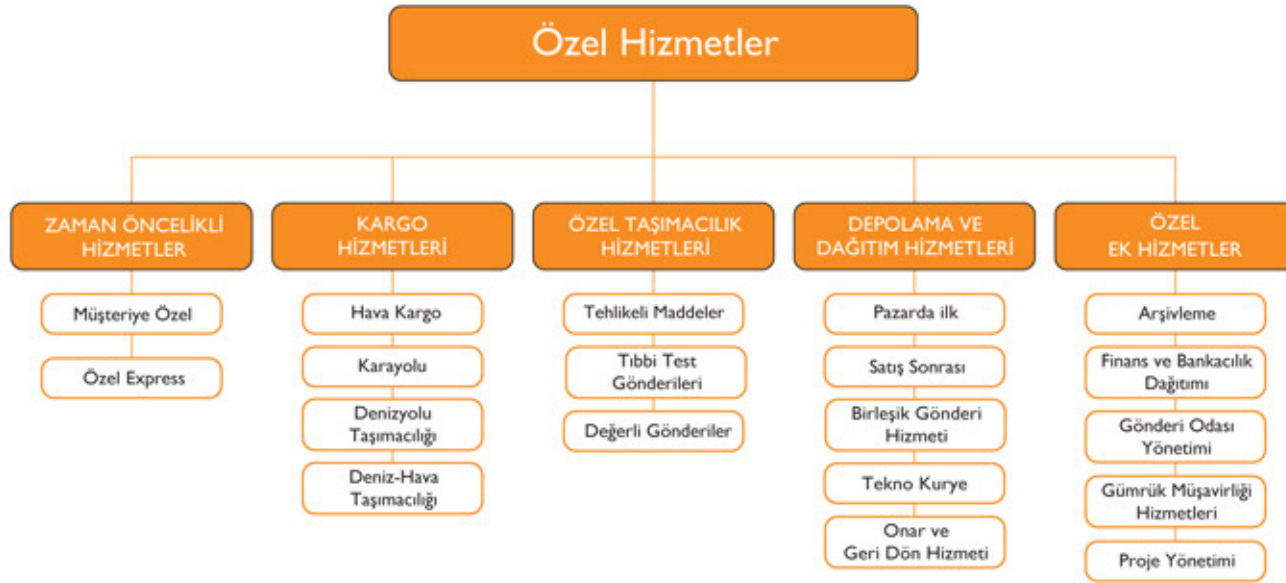 Özel Hizmetler
ZAMAN ÖNCELİKLİ
HİZMETLER
Müşteriye Özel
Özel Express
KARGO
HİZMETLERİ
Hava Kargo
Karayolu
Denizyolu
Taşımacılığı
Deniz-Hava
Taşımacılığı
ÖZEL TAŞIMACILIK
HİZMETLERİ
Tehlikeli Maddeler
Tıbbi Test
Gönderileri
Değerli Gönderiler
DEPOLAMA VE
DAĞITIM HİZMETLERİ
Pazarda ilk
Satış Sonrası
Birleşik Gönderi
Hizmeti
Tekno Kurye
Onar ve
Geri Dön Hizmeti
ÖZEL
EK HİZMETLER
Arşivleme
Finans ve Bankacılık
Dağıtımı
Gönderi Odası
Yönetimi
Gümrük Müşavirliği
Hizmetleri
Proje Yönetimi